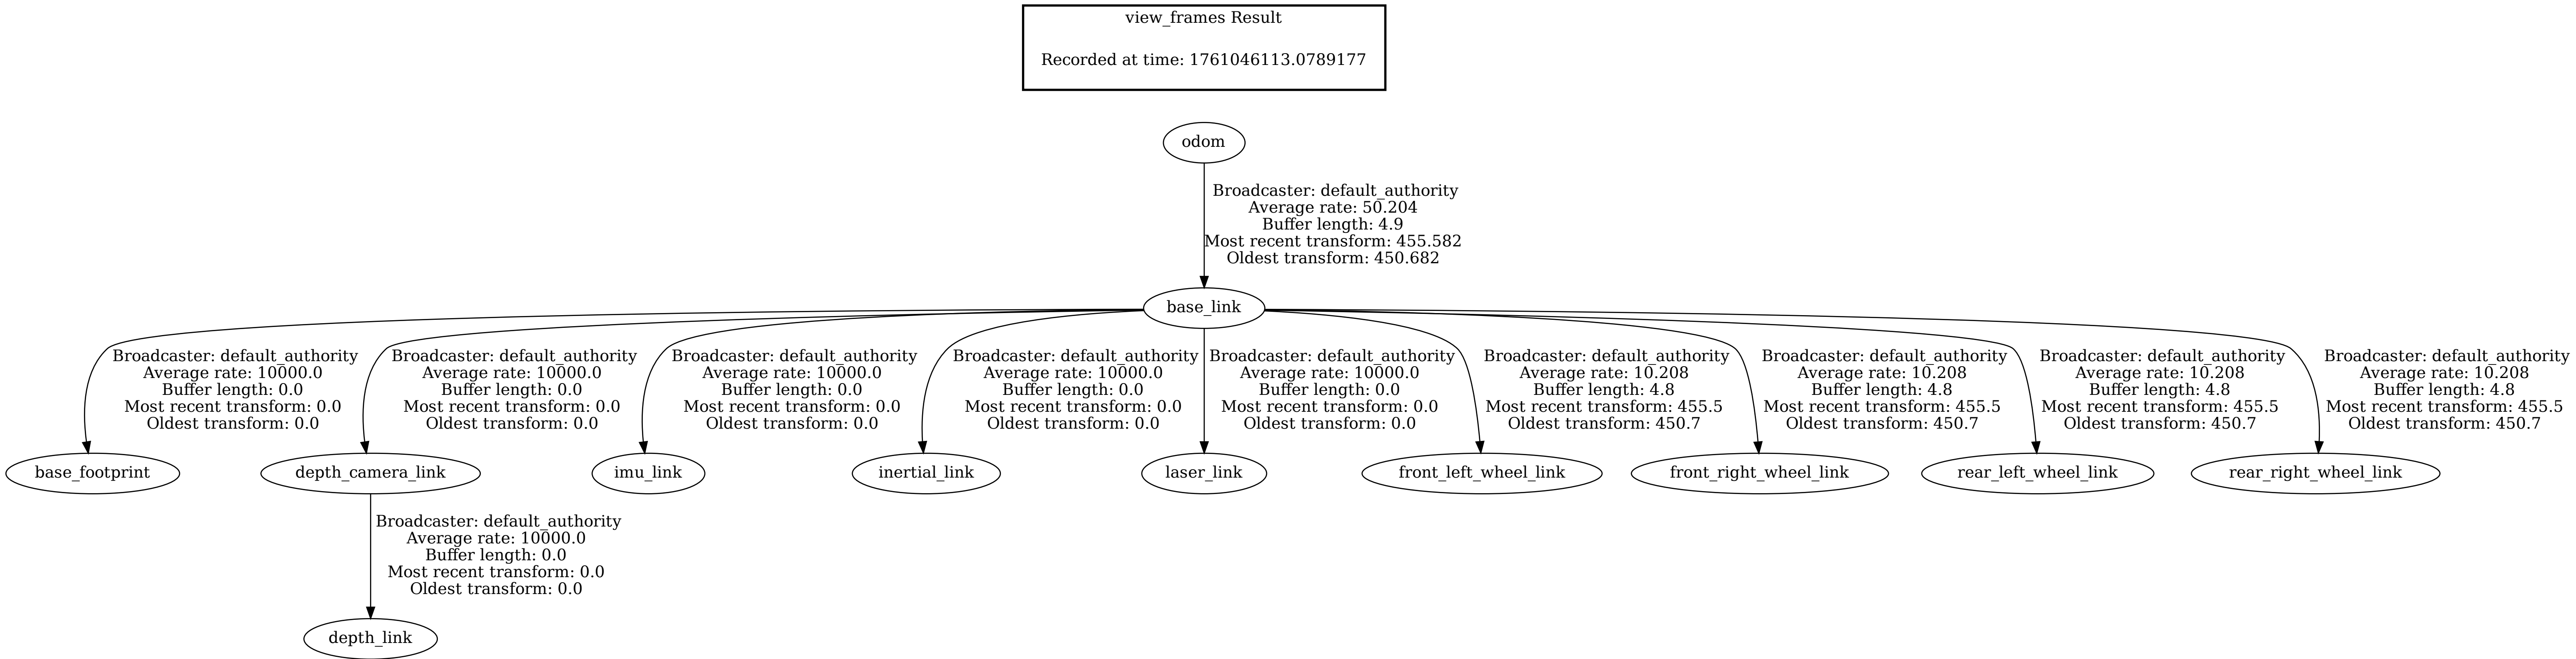 view_frames Result
Recorded at time: 1761046113.0789177
odom
Broadcaster: default_authority
Average rate: 50.204
Buffer length: 4.9
Most recent transform: 455.582
Oldest transform: 450.682
base_link
Broadcaster: default_authority
Average rate: 10000.0
Buffer length: 0.0
Most recent transform: 0.0
Oldest transform: 0.0
Broadcaster: default_authority
Average rate: 10000.0
Buffer length: 0.0
Most recent transform: 0.0
Oldest transform: 0.0
Broadcaster: default_authority
Average rate: 10000.0
Buffer length: 0.0
Most recent transform: 0.0
Oldest transform: 0.0
Broadcaster: default_authority
Average rate: 10000.0
Buffer length: 0.0
Most recent transform: 0.0
Oldest transform: 0.0
Broadcaster: default_authority
Average rate: 10000.0
Buffer length: 0.0
Most recent transform: 0.0
Oldest transform: 0.0
Broadcaster: default_authority
Average rate: 10.208
Buffer length: 4.8
Most recent transform: 455.5
Oldest transform: 450.7
Broadcaster: default_authority
Average rate: 10.208
Buffer length: 4.8
Most recent transform: 455.5
Oldest transform: 450.7
Broadcaster: default_authority
Average rate: 10.208
Buffer length: 4.8
Most recent transform: 455.5
Oldest transform: 450.7
Broadcaster: default_authority
Average rate: 10.208
Buffer length: 4.8
Most recent transform: 455.5
Oldest transform: 450.7
base_footprint
depth_camera_link
imu_link
inertial_link
laser_link
front_left_wheel_link
front_right_wheel_link
rear_left_wheel_link
rear_right_wheel_link
Broadcaster: default_authority
Average rate: 10000.0
Buffer length: 0.0
Most recent transform: 0.0
Oldest transform: 0.0
depth_link